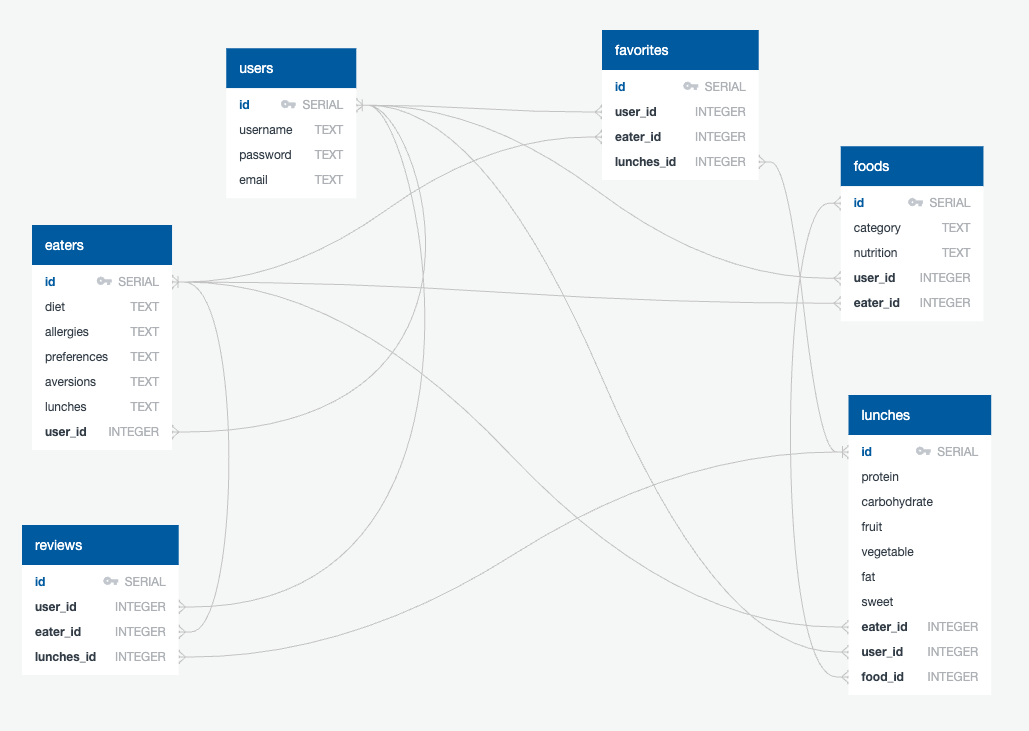 users
id SERIAL
username TEXT
password TEXT
email TEXT
favorites
id SERIAL
user_id INTEGER
eater_id INTEGER
lunches_id INTEGER
foods
id SERIAL
category TEXT
nutrition TEXT
user_id INTEGER
eater_id INTEGER
eaters
id SERIAL
diet TEXT
allergies TEXT
preferences TEXT
aversions TEXT
lunches TEXT
user_id INTEGER
lunches
id SERIAL
protein
carbohydrate
fruit
vegetable
fat
sweet
eater_id INTEGER
user_id INTEGER
food_id INTEGER
reviews
id SERIAL
user_id INTEGER
eater_id INTEGER
lunches_id INTEGER